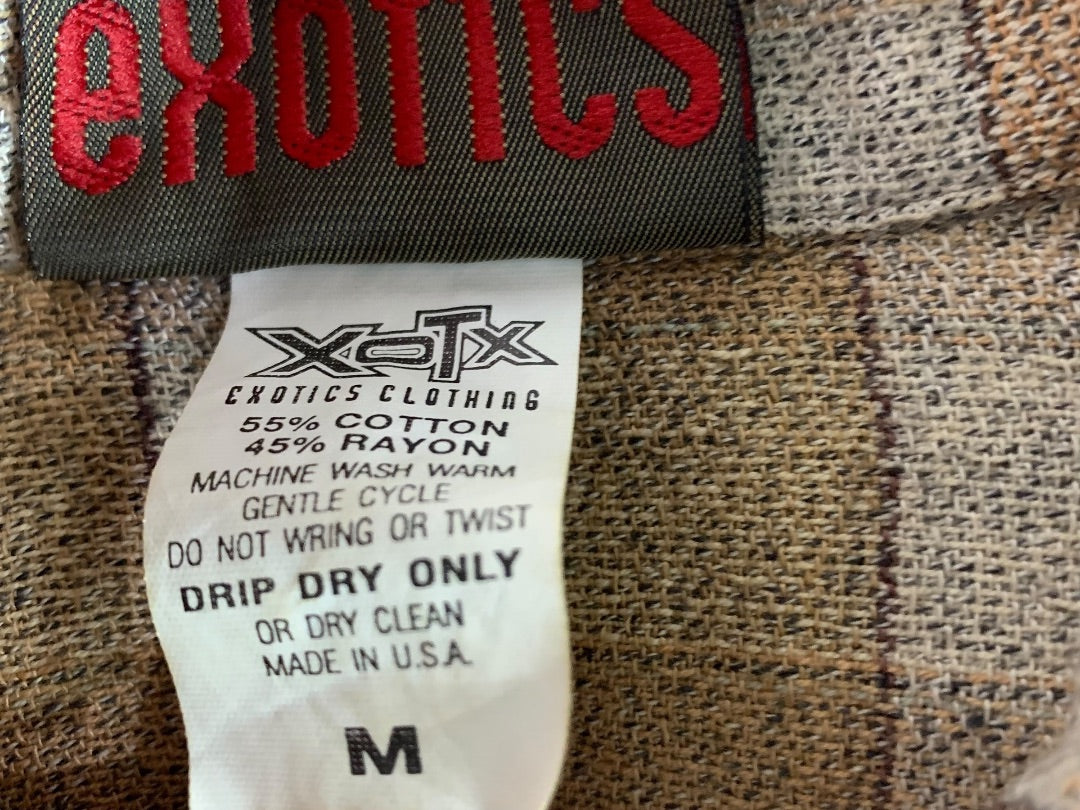 exotics
XOTX
EXOTICS CLOTHING
55% COTTON
45% RAYON
MACHINE WASH WARM
GENTLE CYCLE
DO NOT WRING OR TWIST
DRIP DRY ONLY
OR DRY CLEAN
MADE IN U.S.A.
M